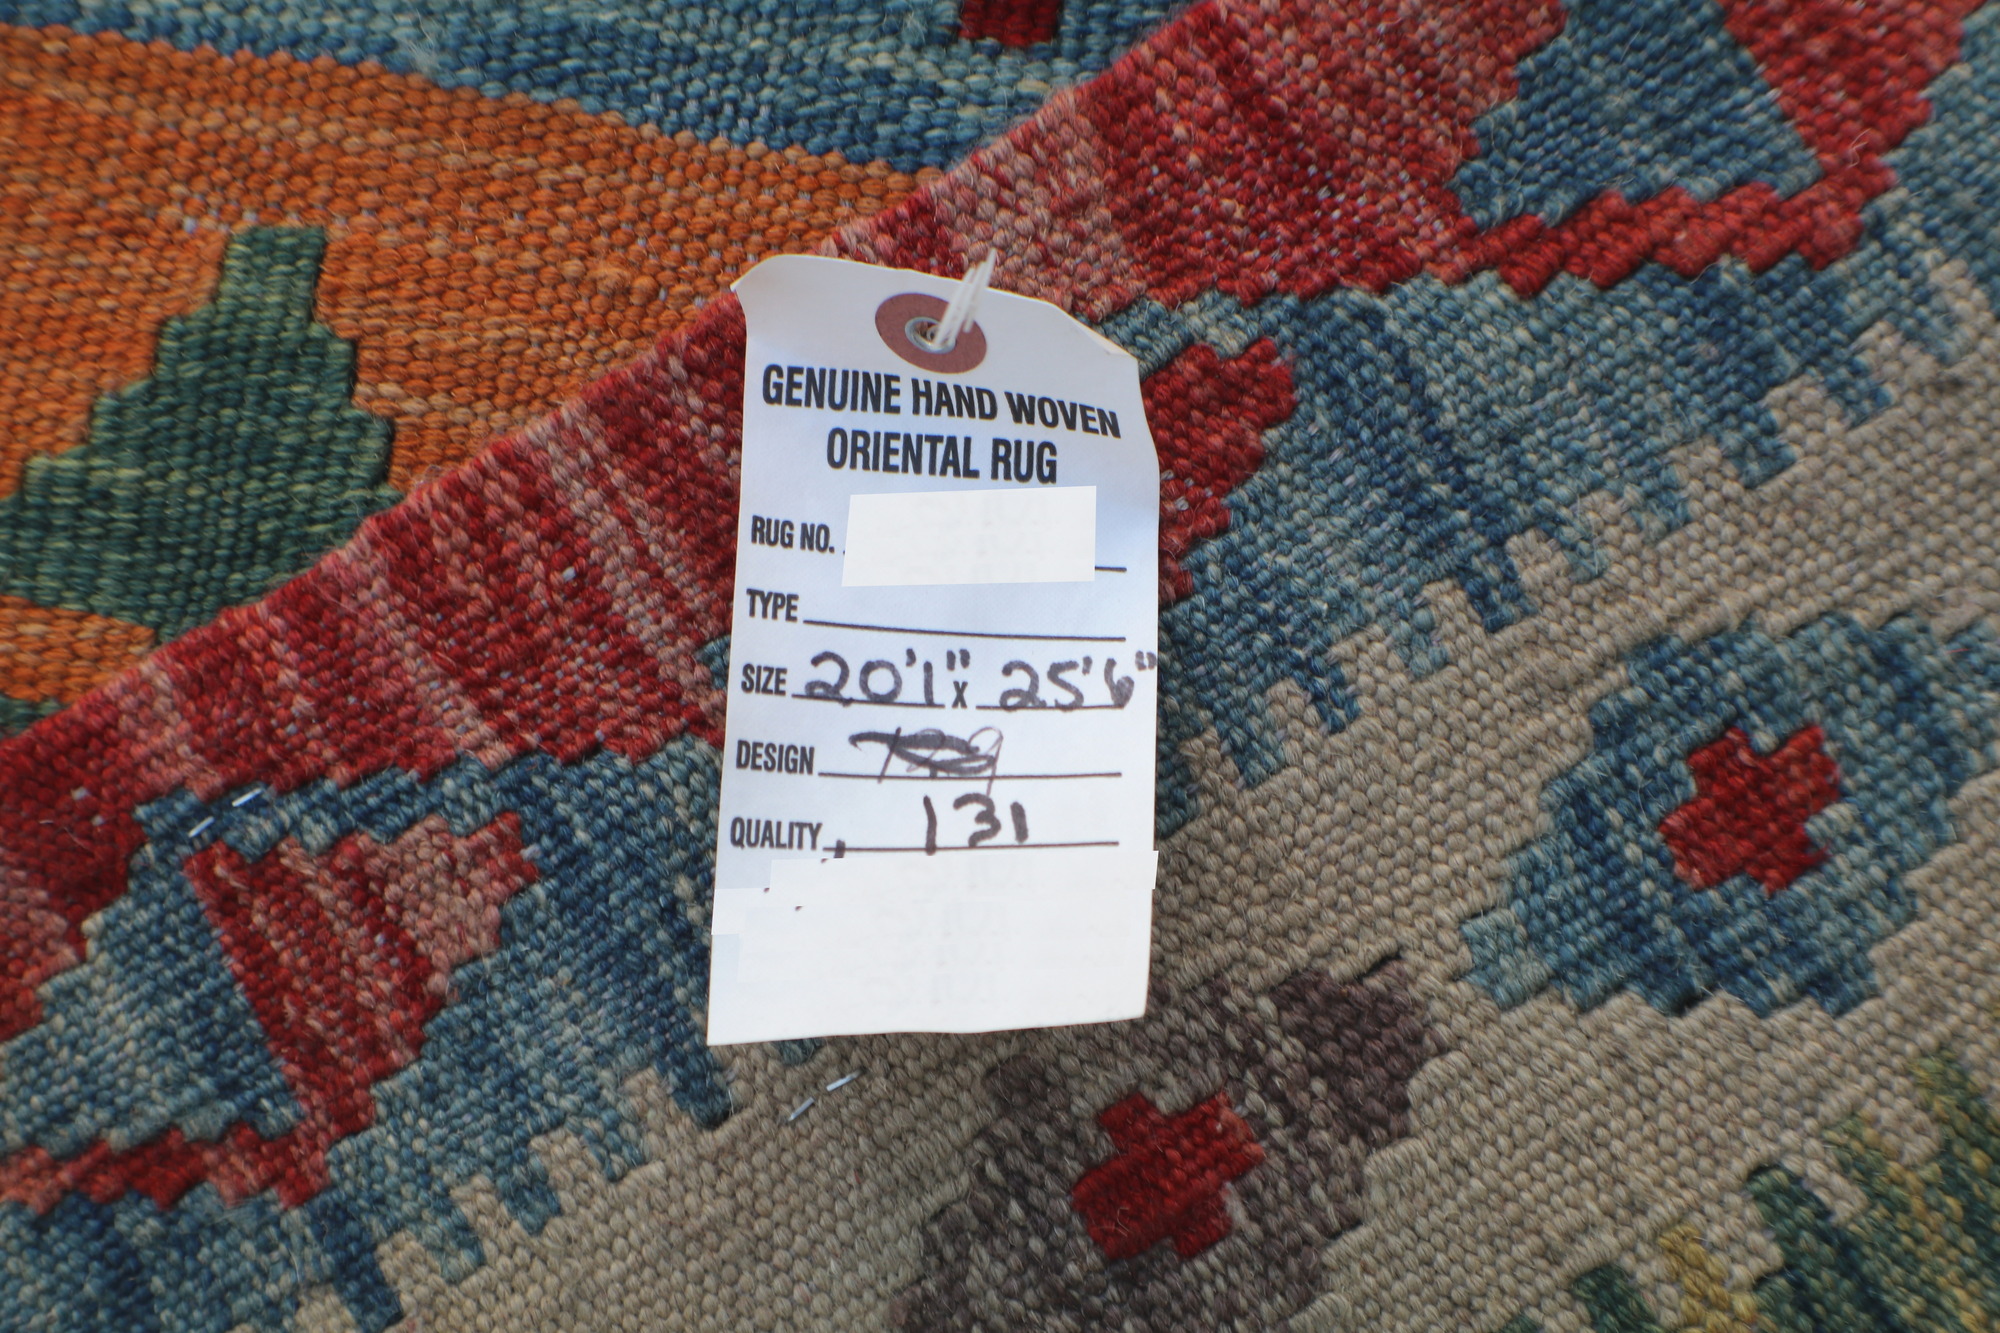 GENUINE HAND WOVEN
ORIENTAL RUG
RUG NO.
TYPE
SIZE 20'1" x 25'6"
DESIGN
QUALITY 131